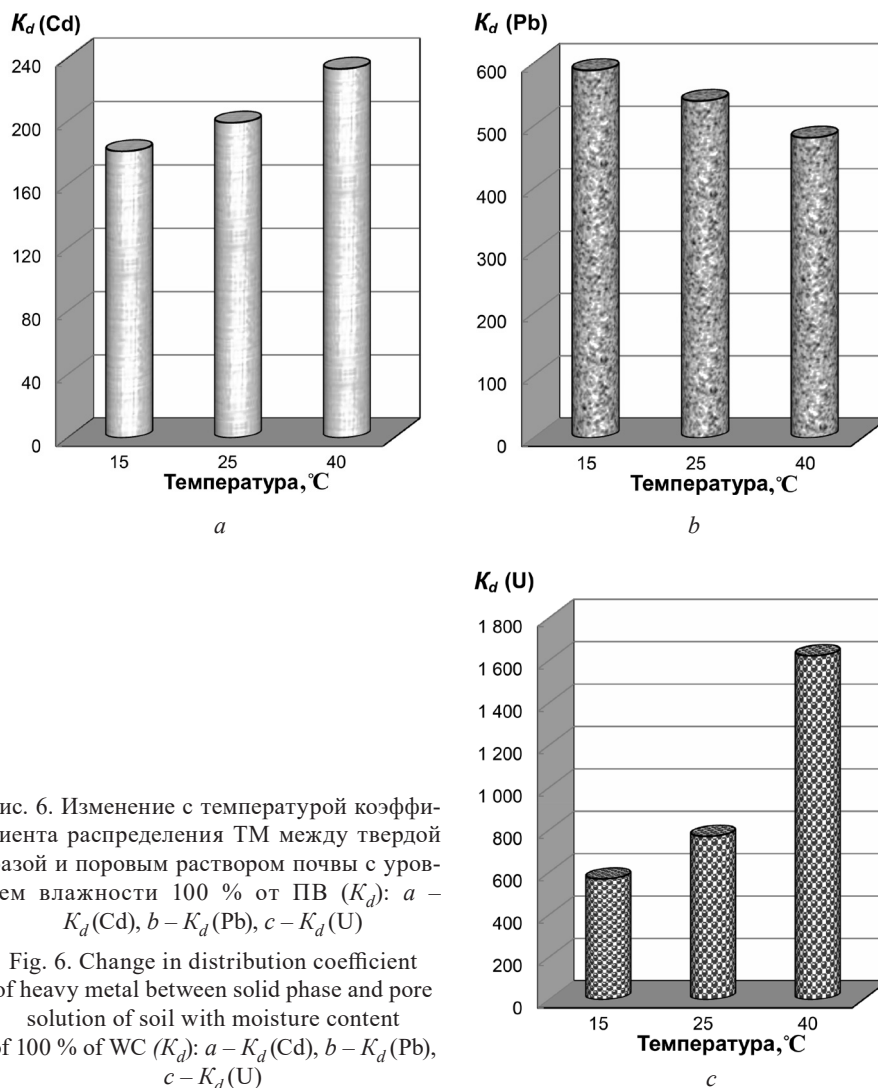 K_d (Cd)
240
200
160
120
80
40
0
15 25 40
Температура,°C
a
K_d (Pb)
600
500
400
300
200
100
0
15 25 40
Температура,°C
b
K_d (U)
1 800
1 600
1 400
1 200
1 000
800
600
400
200
0
15 25 40
Температура,°C
c
ис. 6. Изменение с температурой коэффи-
иента распределения ТМ между твердой
азой и поровым раствором почвы с уров-
ем влажности 100 % от ПВ (K_d): a –
K_d (Cd), b – K_d (Pb), c – K_d (U)
Fig. 6. Change in distribution coefficient
of heavy metal between solid phase and pore
solution of soil with moisture content
of 100 % of WC (K_d): a – K_d (Cd), b – K_d (Pb),
c – K_d (U)